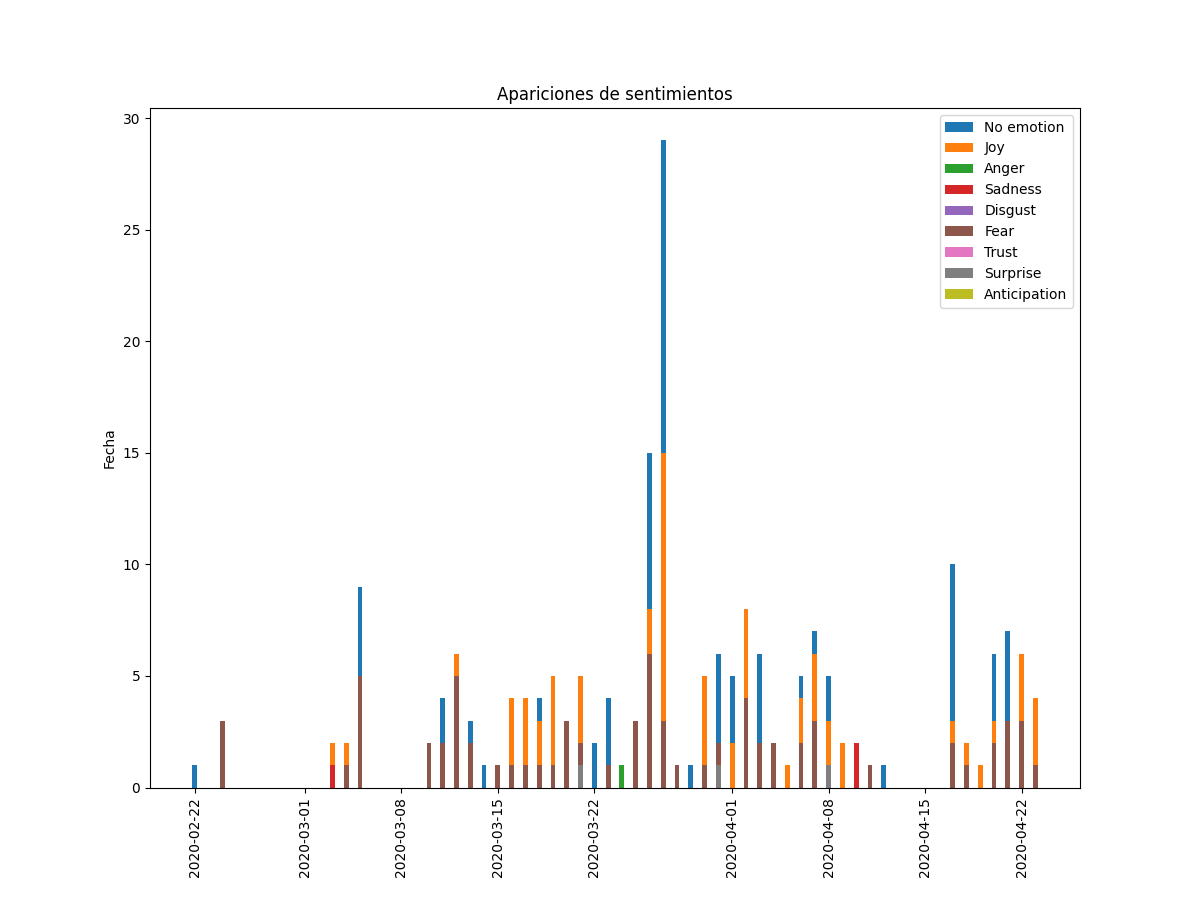 Apariciones de sentimientos
30
25
20
15
10
5
0
Fecha
No emotion
Joy
Anger
Sadness
Disgust
Fear
Trust
Surprise
Anticipation
2020-02-22
2020-03-01
2020-03-08
2020-03-15
2020-03-22
2020-04-01
2020-04-08
2020-04-15
2020-04-22